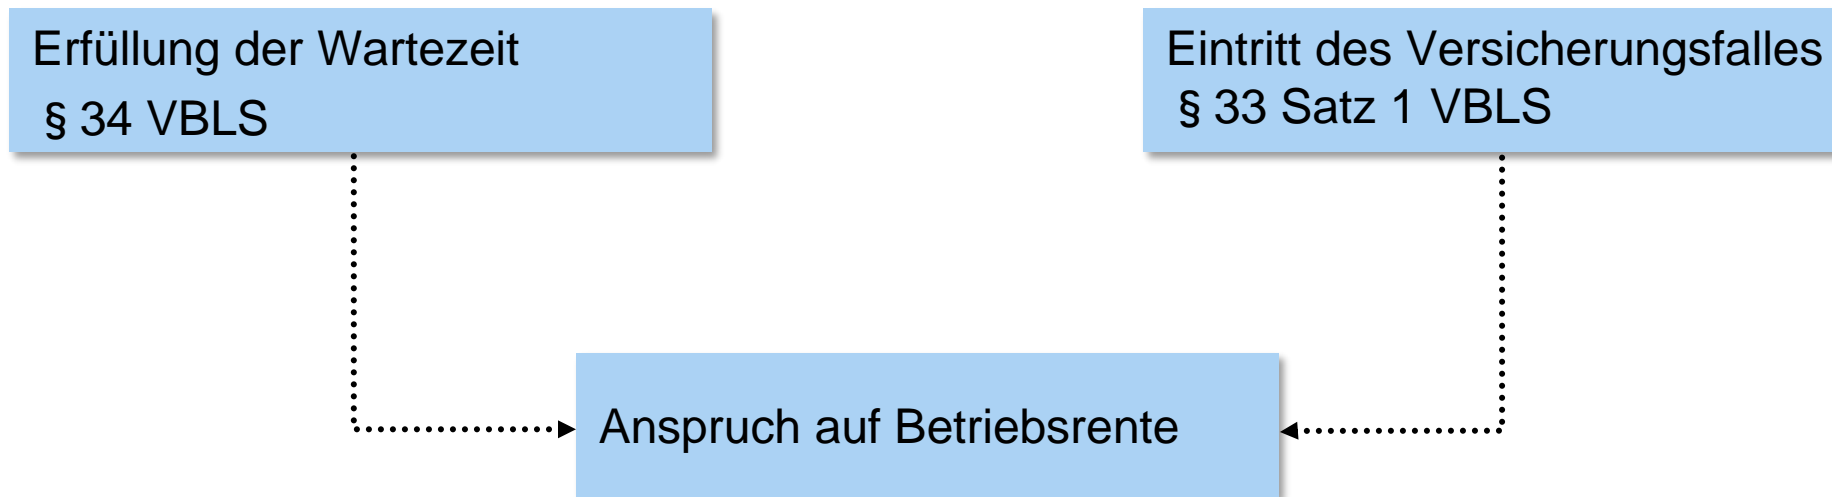 Erfüllung der Wartezeit
§ 34 VBLS
Eintritt des Versicherungsfalles
§ 33 Satz 1 VBLS
Anspruch auf Betriebsrente